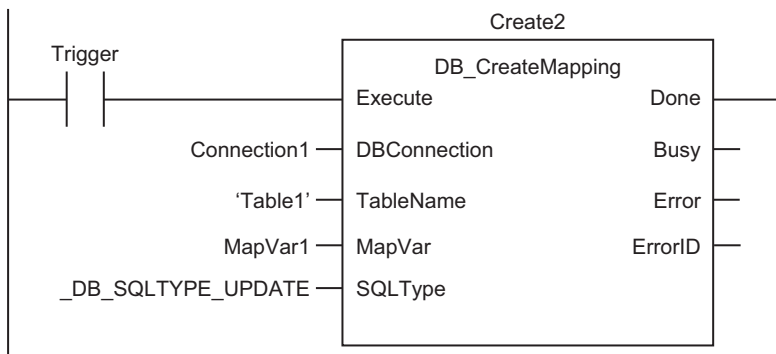 Create2
Trigger
DB_CreateMapping
Execute Done
Connection1 DBConnection Busy
‘Table1’ TableName Error
MapVar1 MapVar ErrorID
_DB_SQLTYPE_UPDATE SQLType